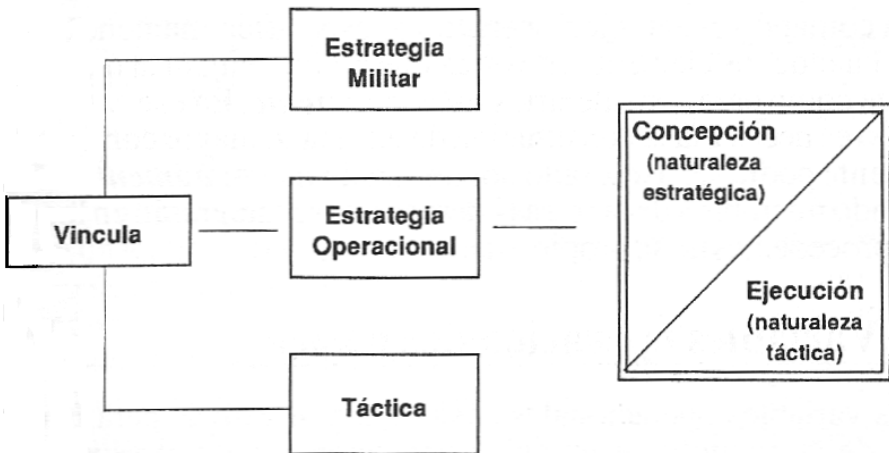 Estrategia
Militar
Vincula
Estrategia
Operacional
Táctica
Concepción
(naturaleza
estratégica)
Ejecución
(naturaleza
táctica)